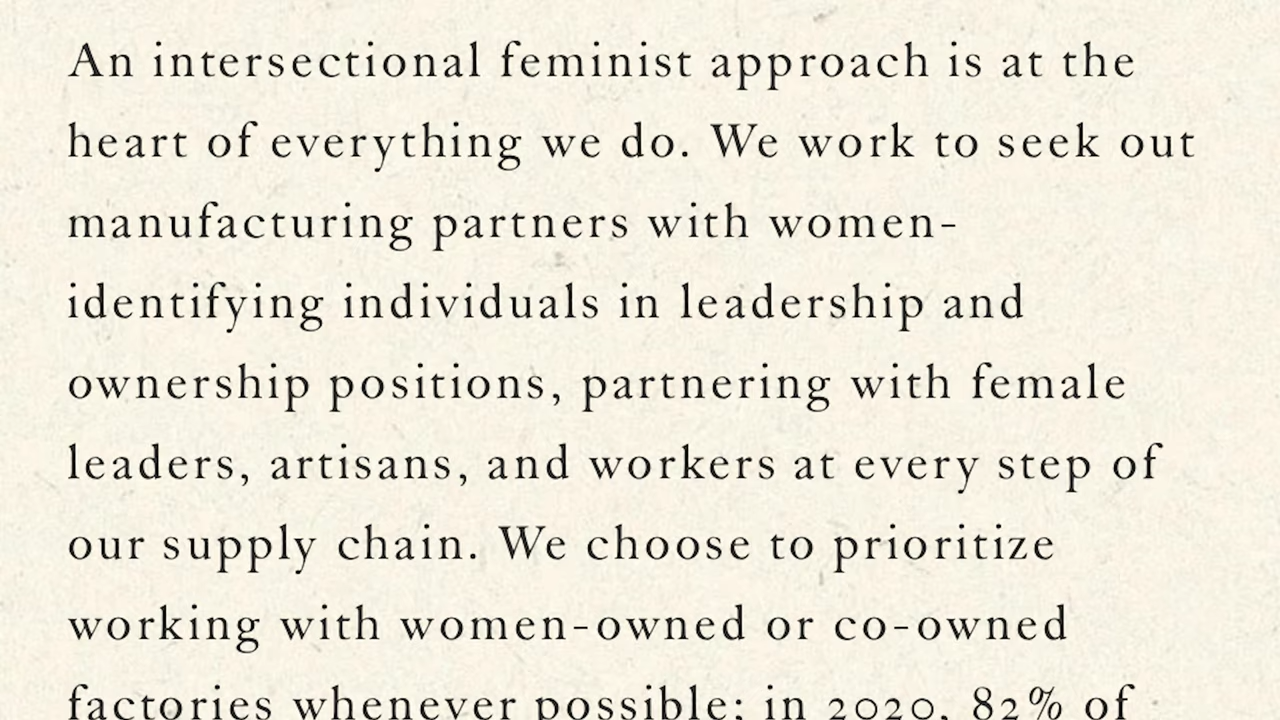 An intersectional feminist approach is at the
heart of everything we do. We work to seek out
manufacturing partners with women-
identifying individuals in leadership and
ownership positions, partnering with female
leaders, artisans, and workers at every step of
our supply chain. We choose to prioritize
working with women-owned or co-owned
factories whenever possible; in 2020, 82% of